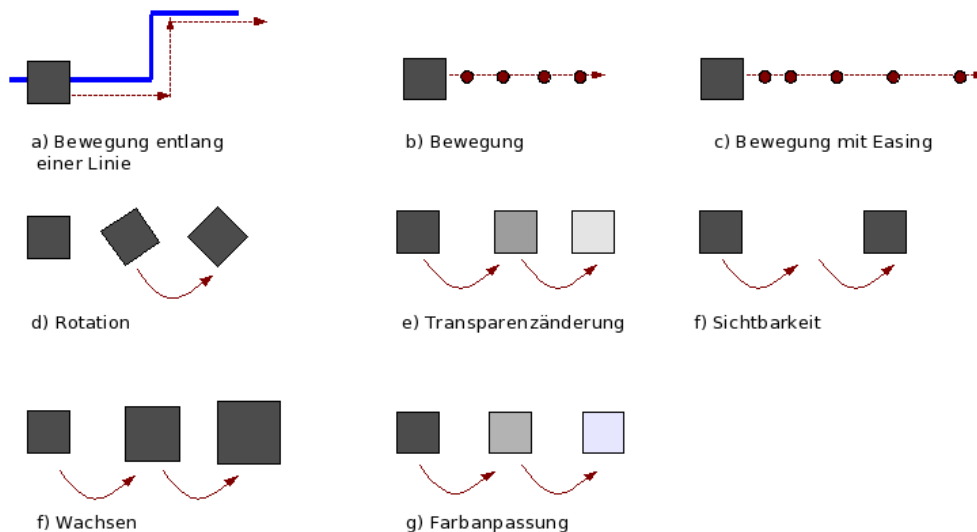 a) Bewegung entlang
einer Linie
b) Bewegung
c) Bewegung mit Easing
d) Rotation
e) Transparenzänderung
f) Sichtbarkeit
f) Wachsen
g) Farbanpassung